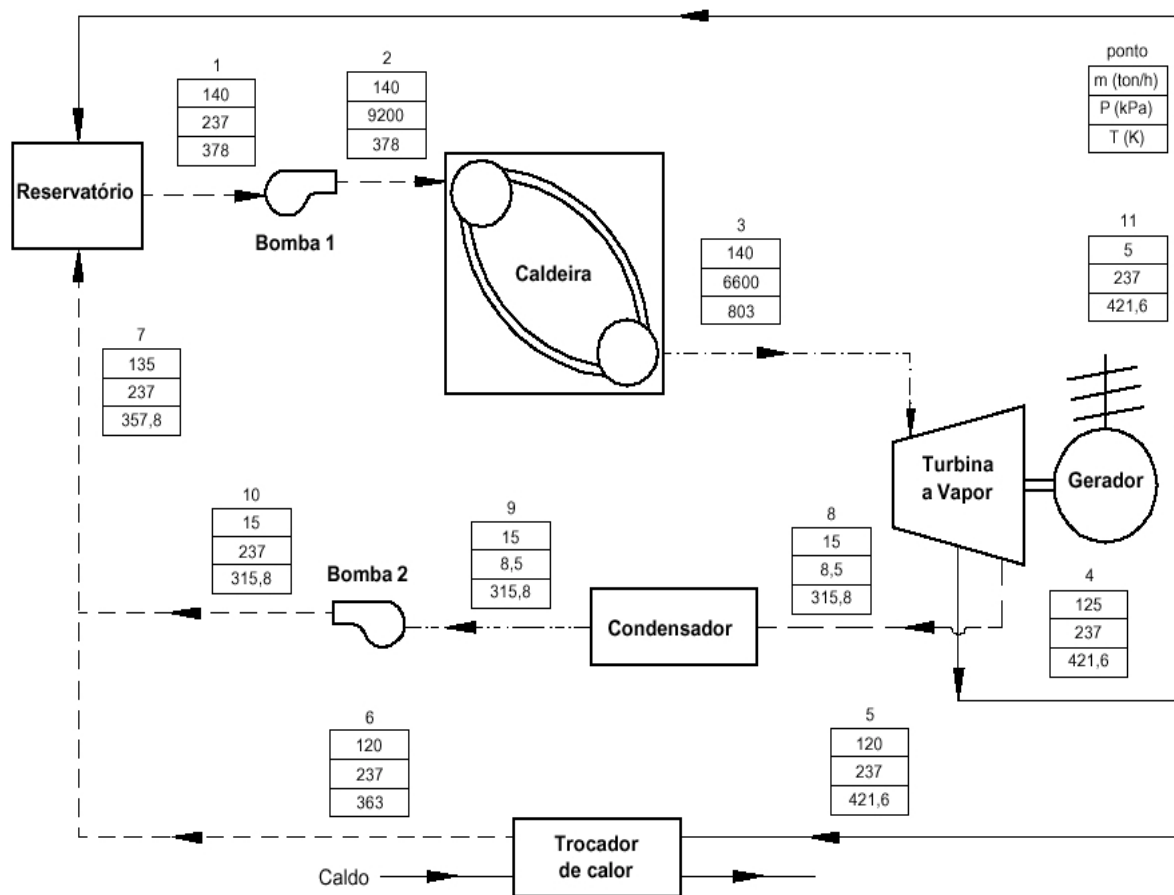 ponto
m (ton/h)
P (kPa)
T (K)
1
140
237
378
2
140
9200
378
Reservatório
Bomba 1
Caldeira
3
140
6600
803
11
5
237
421,6
7
135
237
357,8
Turbina
a Vapor
Gerador
10
15
237
315,8
Bomba 2
9
15
8,5
315,8
8
15
8,5
315,8
Condensador
4
125
237
421,6
6
120
237
363
5
120
237
421,6
Trocador
de calor
Caldo